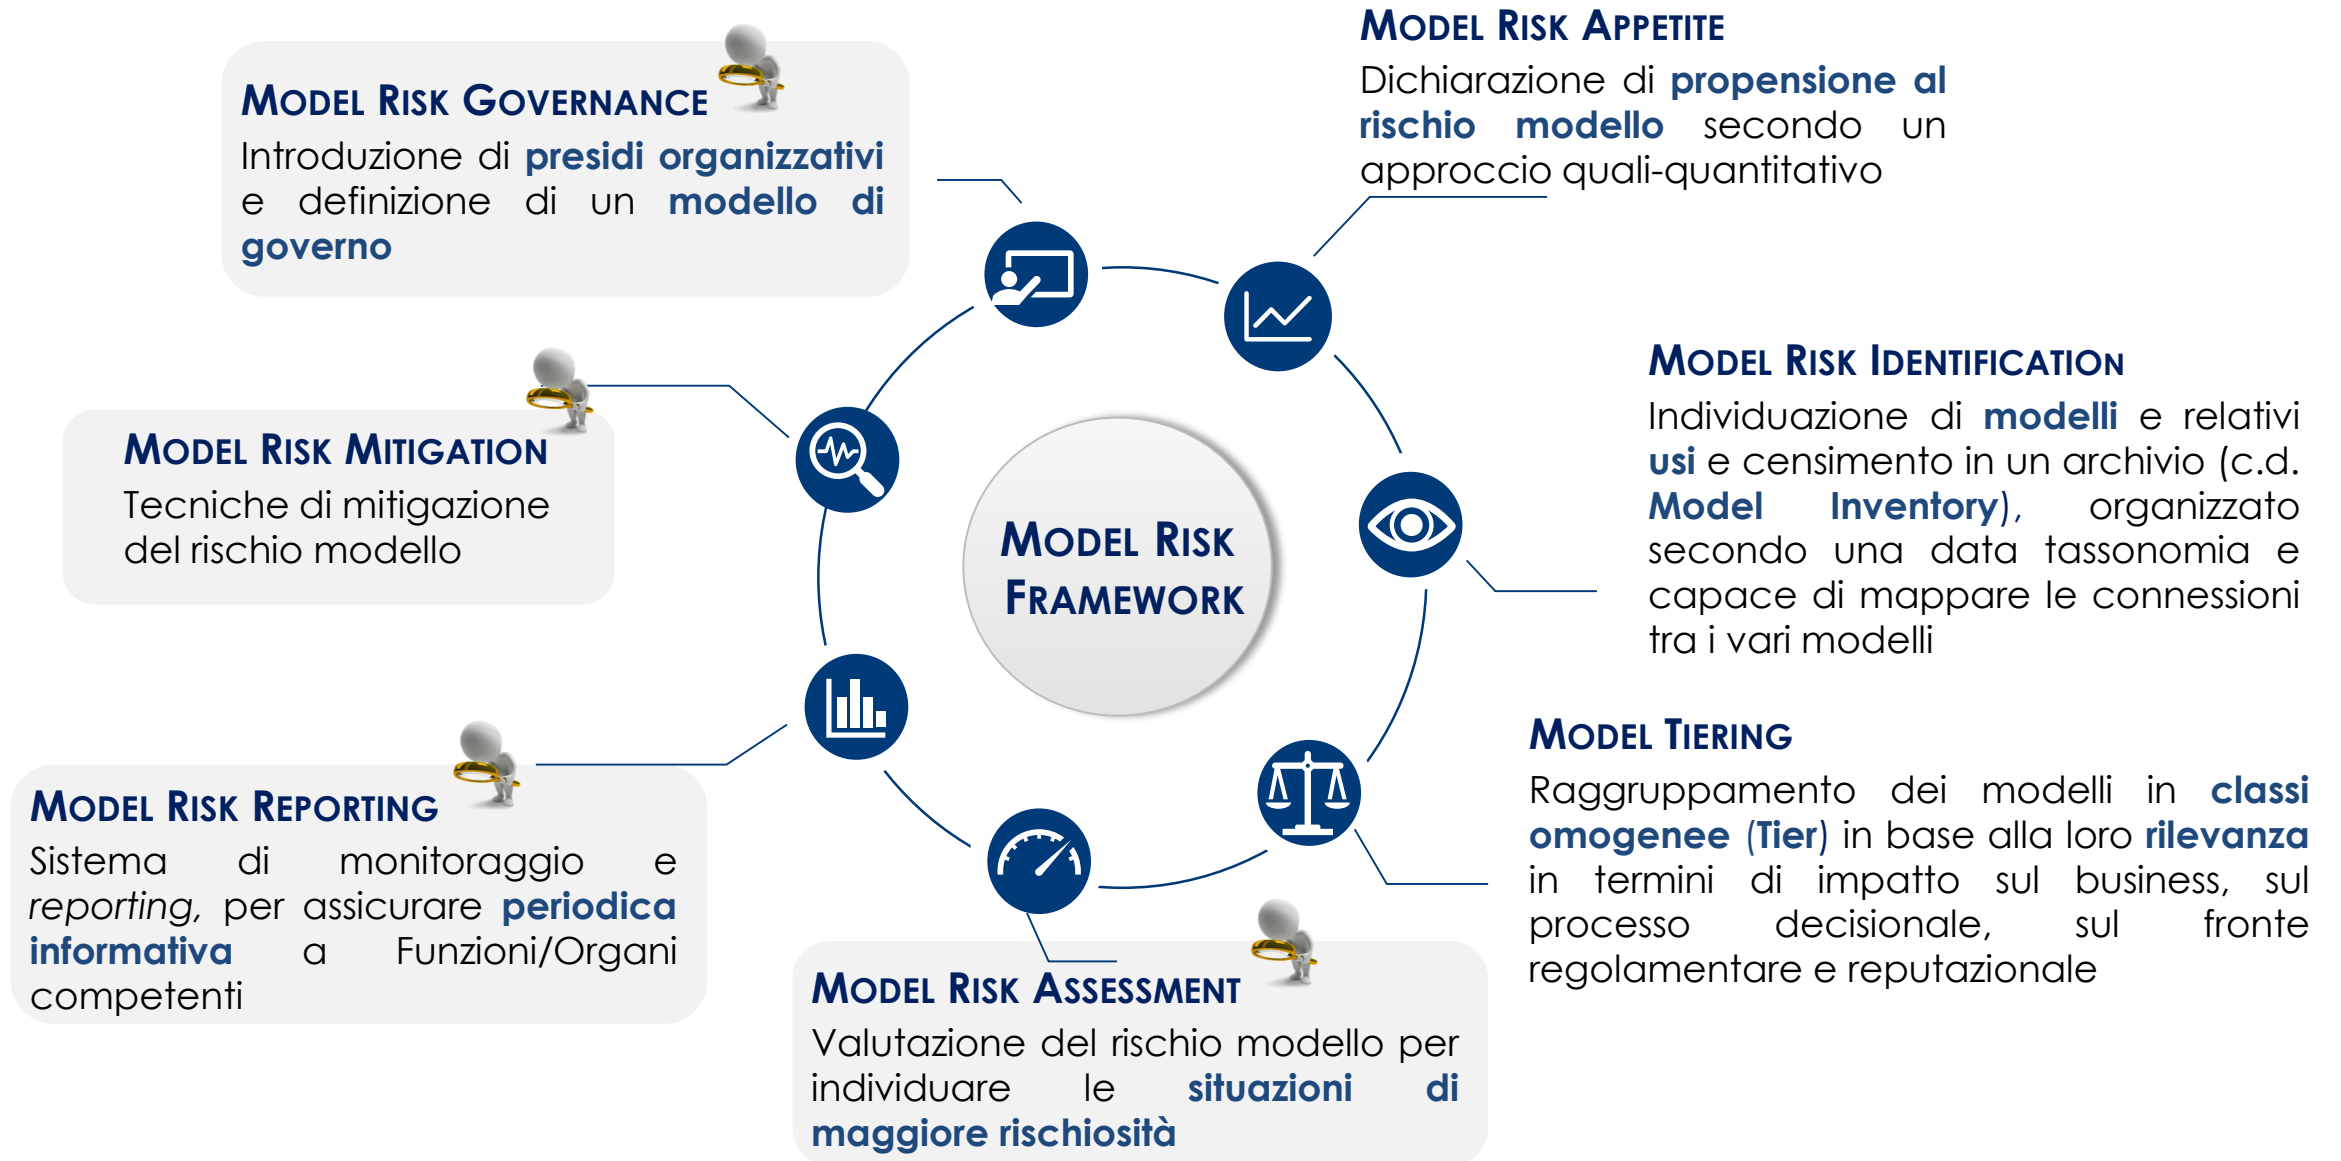 MODEL RISK GOVERNANCE
Introduzione di presidi organizzativi
e definizione di un modello di
governo
MODEL RISK APPETITE
Dichiarazione di propensione al
rischio modello secondo un
approccio quali-quantitativo
MODEL RISK IDENTIFICATION
Individuazione di modelli e relativi
usi e censimento in un archivio (c.d.
Model Inventory), organizzato
secondo una data tassonomia e
capace di mappare le connessioni
tra i vari modelli
MODEL TIERING
Raggruppamento dei modelli in classi
omogenee (Tier) in base alla loro rilevanza
in termini di impatto sul business, sul
processo decisionale, sul fronte
regolamentare e reputazionale
MODEL RISK ASSESSMENT
Valutazione del rischio modello per
individuare le situazioni di
maggiore rischiosità
MODEL RISK REPORTING
Sistema di monitoraggio e
reporting, per assicurare periodica
informativa a Funzioni/Organi
competenti
MODEL RISK MITIGATION
Tecniche di mitigazione
del rischio modello
MODEL RISK
FRAMEWORK